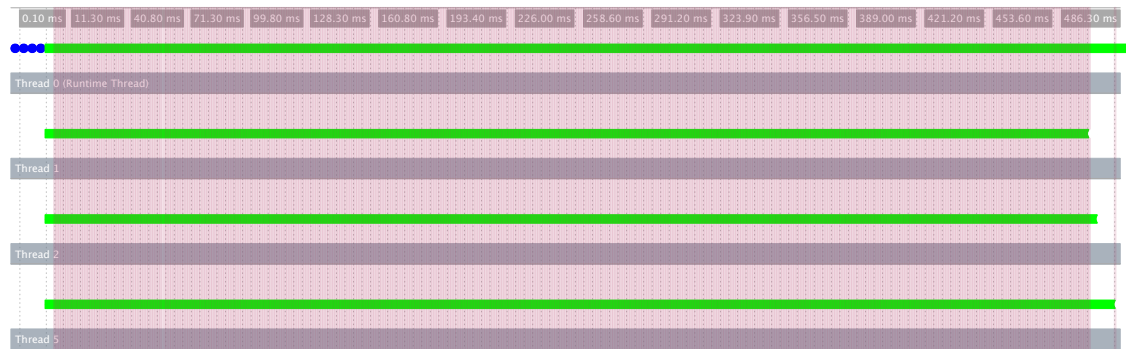 0.10 ms 11.30 ms 40.80 ms 71.30 ms 99.80 ms 128.30 ms 160.80 ms 193.40 ms 226.00 ms 258.60 ms 291.20 ms 323.90 ms 356.50 ms 389.00 ms 421.20 ms 453.60 ms 486.30 ms
Thread 0 (Runtime Thread)
Thread 1
Thread 2
Thread 5